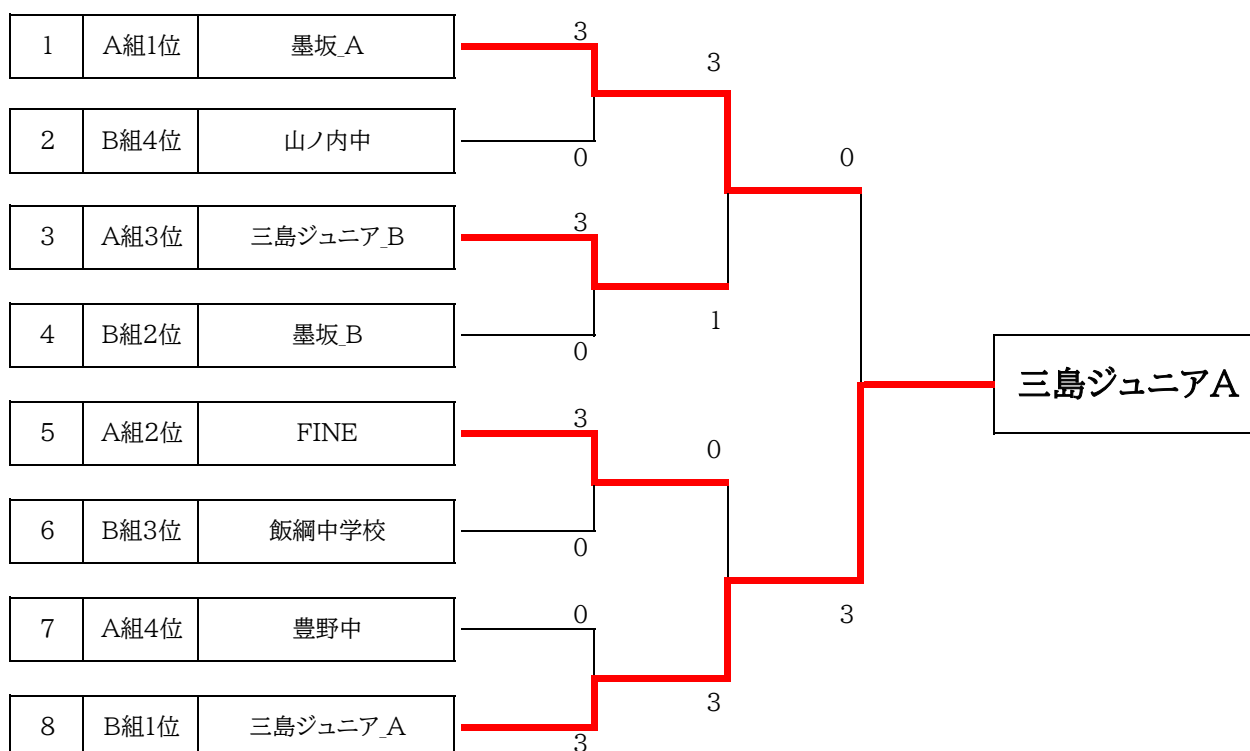 1 A組1位 墨坂_A
3
3
2 B組4位 山ノ内中
0
0
3 A組3位 三島ジュニア_B
3
1
4 B組2位 墨坂_B
0
三島ジュニアA
5 A組2位 FINE
3
0
6 B組3位 飯綱中学校
0
7 A組4位 豊野中
0
3
3
8 B組1位 三島ジュニア_A
3